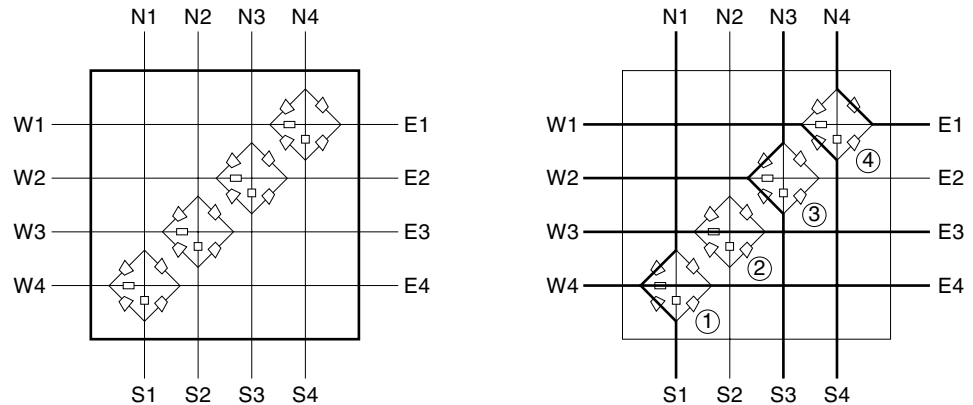 N1 N2 N3 N4
W1 E1
W2 E2
W3 E3
W4 E4
S1 S2 S3 S4
N1 N2 N3 N4
W1 E1
④
W2 E2
③
W3 E3
②
W4 E4
①
S1 S2 S3 S4